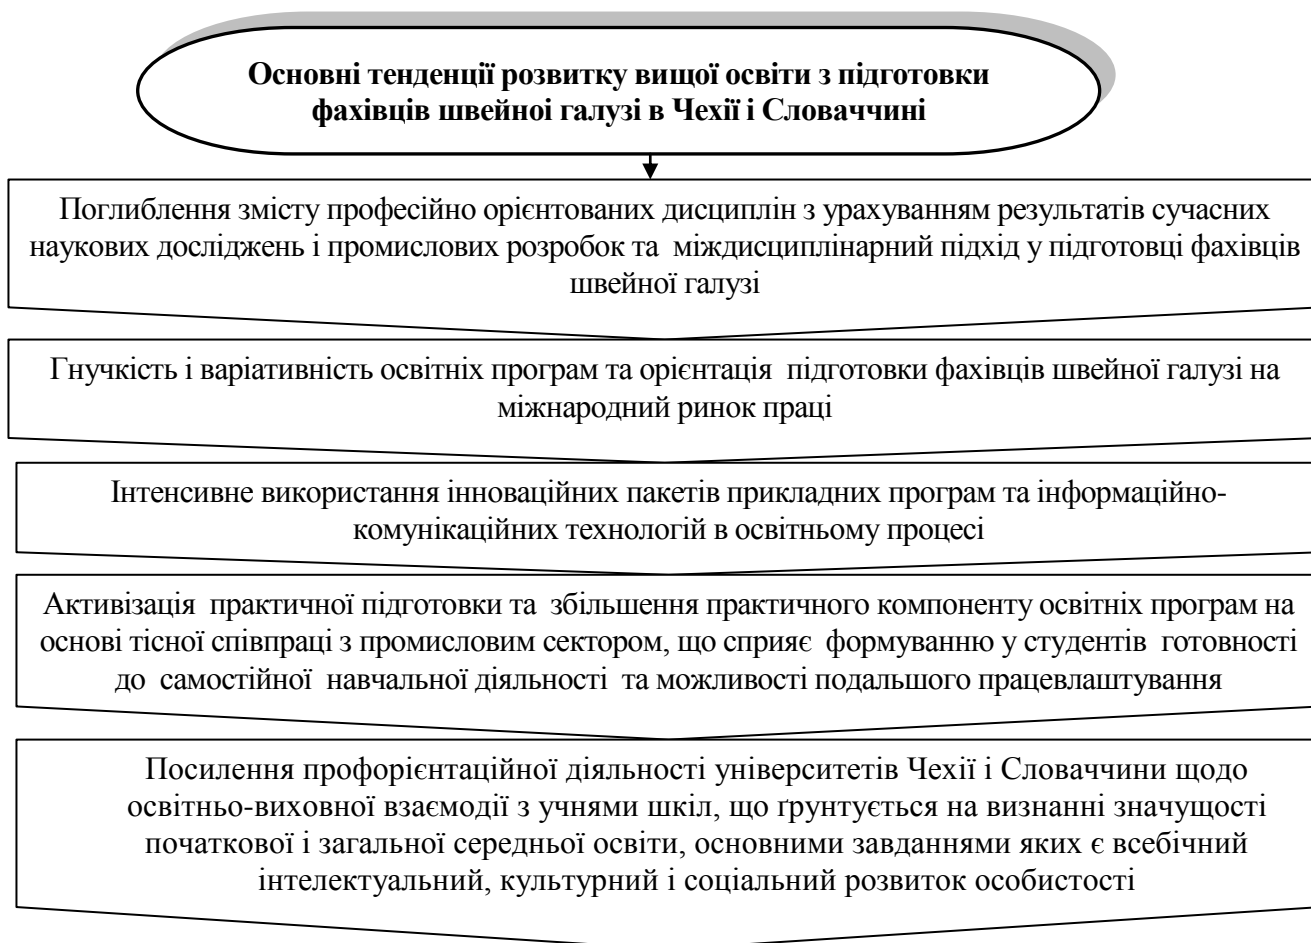 Основні тенденції розвитку вищої освіти з підготовки
фахівців швейноі галузі в Чехії і Словаччині
Поглиблення змісту професійно орієнтованих дисциплін з урахуванням результатів сучасних
наукових досліджень і промислових розробок та міждисциплінарний підхід у підготовці фахівців
швейної галузі
Гнучкість і варіативність освітніх програм та орієнтація підготовки фахівців швейної галузі на
міжнародний ринок праці
Інтенсивне використання інноваційних пакетів прикладних програм та інформаційно-
комунікаційних технологій в освітньому процесі
Активізація практичної підготовки та збільшення практичного компоненту освітніх програм на
основі тісної співпраці з промисловим сектором, що сприяє формуванню у студентів готовності
до самостійної навчальної діяльності та можливості подальшого працевлаштування
Посилення профорієнтаційної діяльності університетів Чехії і Словаччини щодо
освітньо-виховної взаємодії з учнями шкіл, що ґрунтується на визнанні значущості
початкової і загальної середньої освіти, основними завданнями яких є всебічний
інтелектуальний, культурний і соціальний розвиток особистості